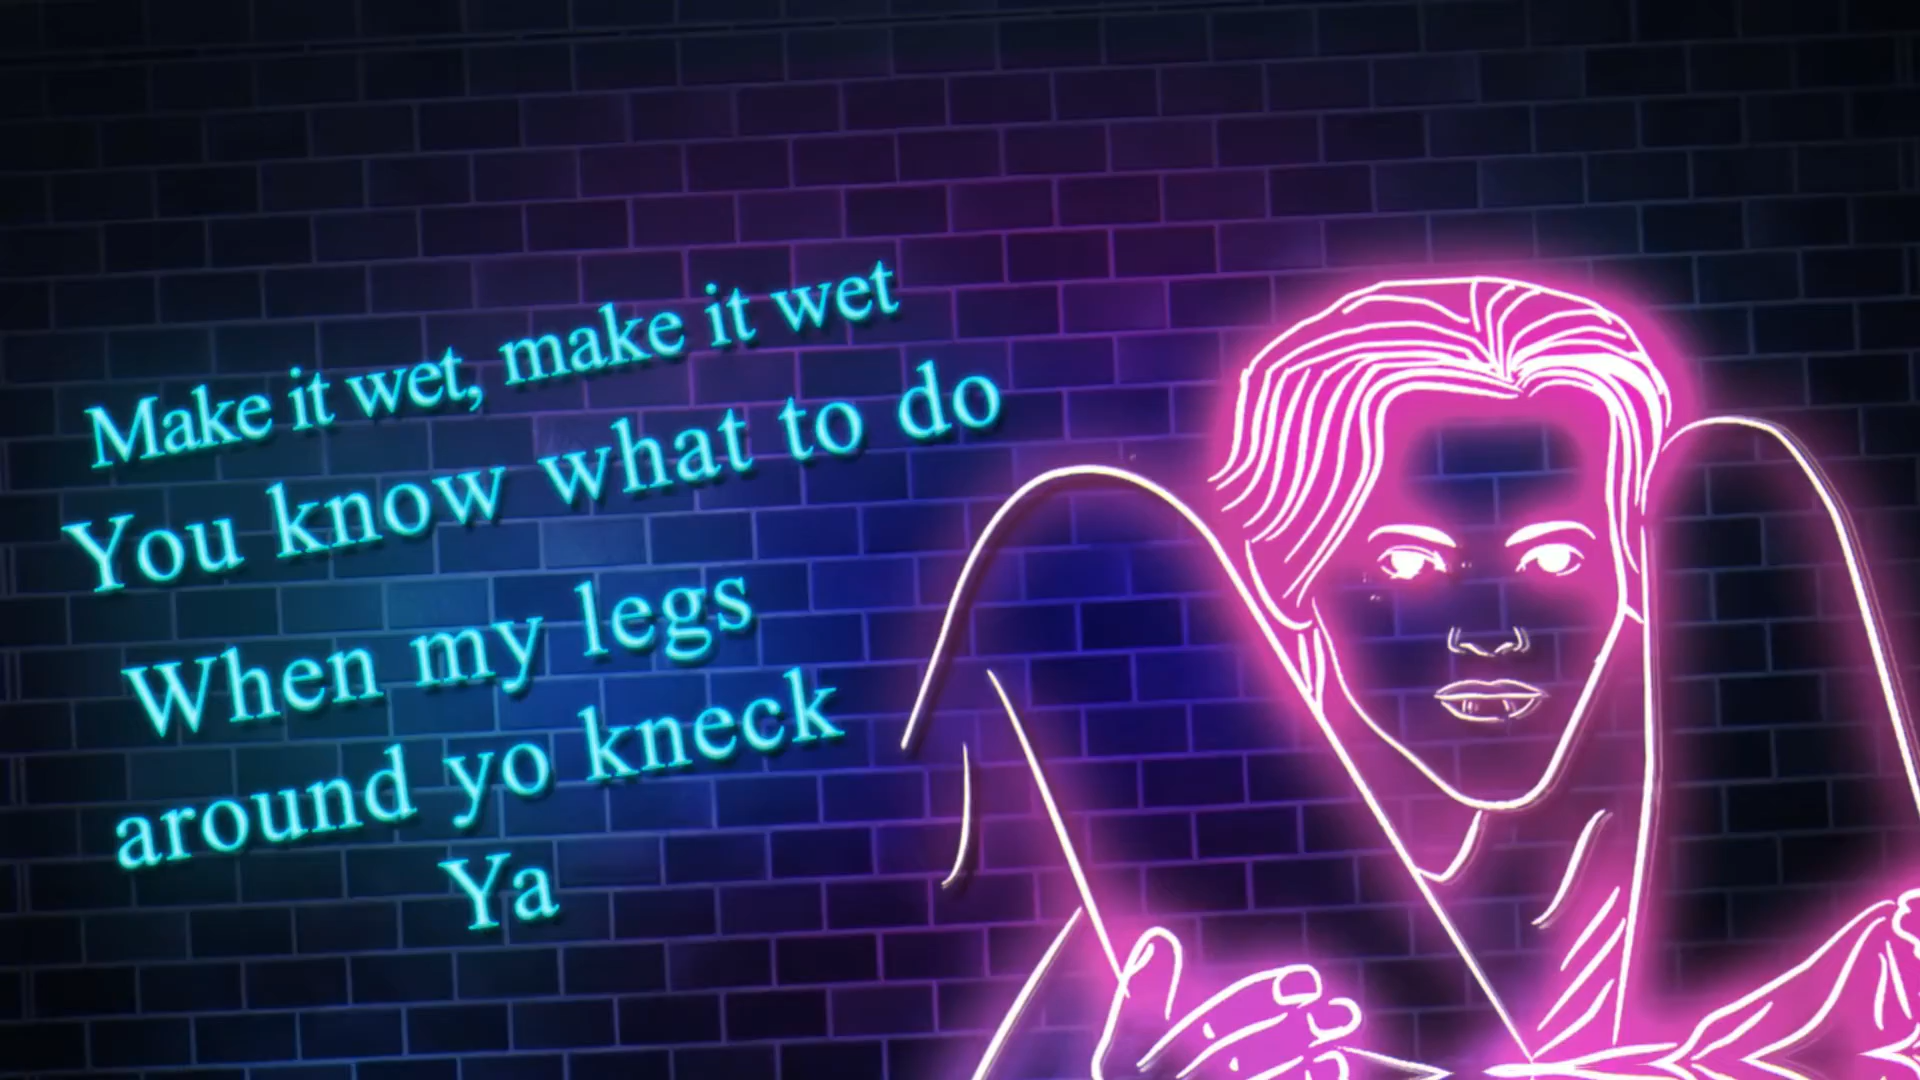 Make it wet, make it wet
You know what to do
When my legs
around yo kneck
Ya